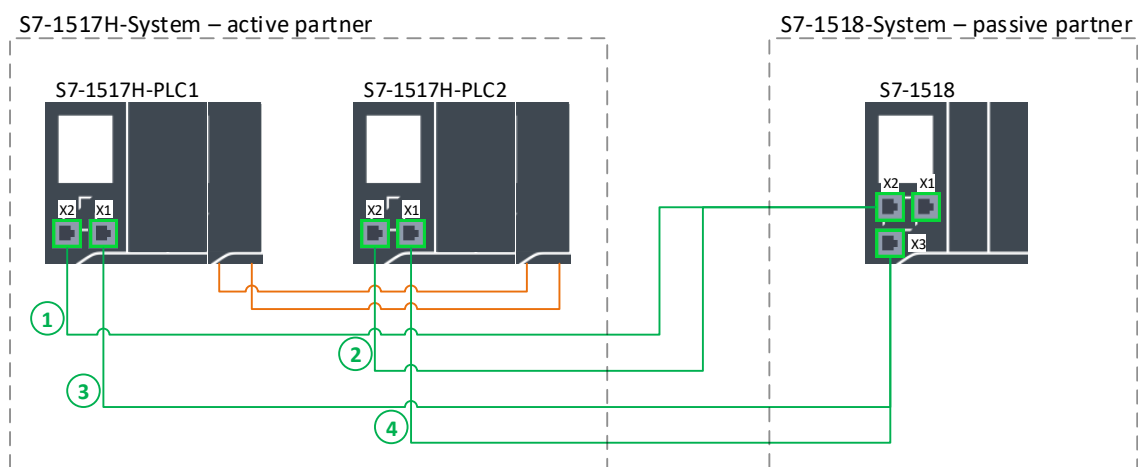 S7-1517H-System – active partner
S7-1518-System – passive partner
S7-1517H-PLC1
S7-1517H-PLC2
S7-1518
X2 X1
X2 X1
X2 X1
X3
1
2
3
4